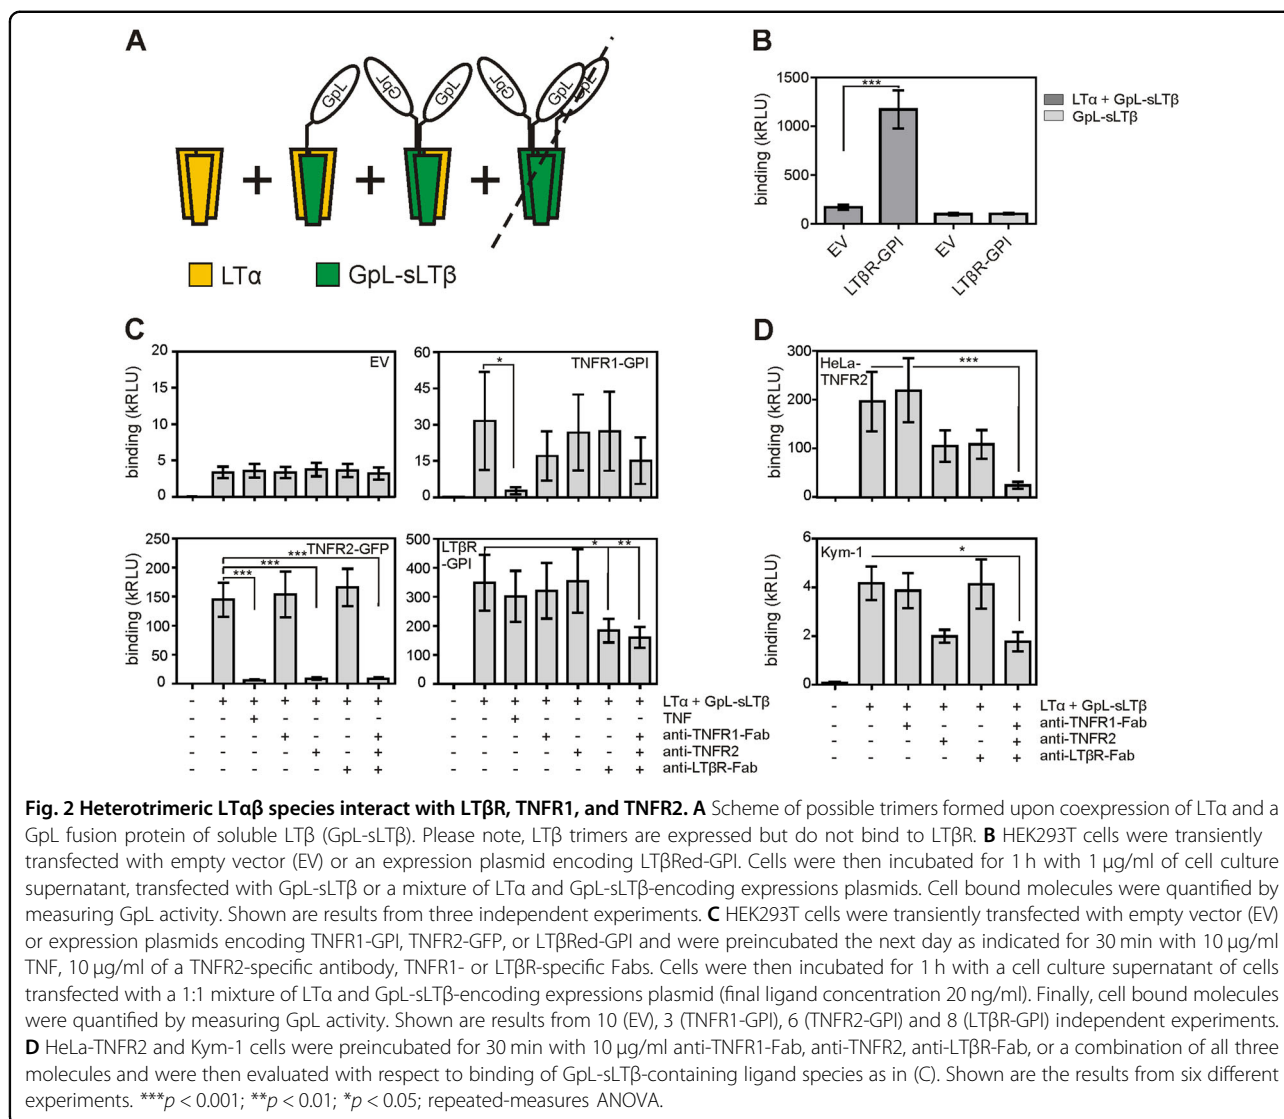 A
GpL
GpL
GpL
GpL
GpL
GpL
+ + +
LTα
GpL-sLTβ
B
binding (kRLU)
1500
1000
500
0
***
EV
LTβR-GPI
EV
LTβR-GPI
LTα + GpL-sLTβ
GpL-sLTβ
C
binding (kRLU)
20
15
10
5
0
EV
60
45
30
15
0
*
TNFR1-GPI
binding (kRLU)
250
200
150
100
50
0
TNFR2-GFP
***
***
***
500
400
300
200
100
0
LTβR
-GPI
* **
- + + + + + + - + + + + + + LTα + GpL-sLTβ
- - + - - - - - - + - - - - TNF
- - - + - - + - - - + - - + anti-TNFR1-Fab
- - - - + - + - - - - + - + anti-TNFR2
- - - - - + + - - - - - + + anti-LTβR-Fab
D
binding (kRLU)
300
200
100
0
HeLa-
TNFR2
***
binding (kRLU)
6
4
2
0
Kym-1
*
- + + + + + LTα + GpL-sLTβ
- - + - - + anti-TNFR1-Fab
- - - + - + anti-TNFR2
- - - - + + anti-LTβR-Fab
Fig. 2 Heterotrimeric LTαβ species interact with LTβR, TNFR1, and TNFR2. A Scheme of possible trimers formed upon coexpression of LTα and a
GpL fusion protein of soluble LTβ (GpL-sLTβ). Please note, LTβ trimers are expressed but do not bind to LTβR. B HEK293T cells were transiently
transfected with empty vector (EV) or an expression plasmid encoding LTβRed-GPI. Cells were then incubated for 1 h with 1 µg/ml of cell culture
supernatant, transfected with GpL-sLTβ or a mixture of LTα and GpL-sLTβ-encoding expressions plasmids. Cell bound molecules were quantified by
measuring GpL activity. Shown are results from three independent experiments. C HEK293T cells were transiently transfected with empty vector (EV)
or expression plasmids encoding TNFR1-GPI, TNFR2-GFP, or LTβRed-GPI and were preincubated the next day as indicated for 30 min with 10 µg/ml
TNF, 10 µg/ml of a TNFR2-specific antibody, TNFR1- or LTβR-specific Fabs. Cells were then incubated for 1 h with a cell culture supernatant of cells
transfected with a 1:1 mixture of LTα and GpL-sLTβ-encoding expressions plasmid (final ligand concentration 20 ng/ml). Finally, cell bound molecules
were quantified by measuring GpL activity. Shown are results from 10 (EV), 3 (TNFR1-GPI), 6 (TNFR2-GPI) and 8 (LTβR-GPI) independent experiments.
D HeLa-TNFR2 and Kym-1 cells were preincubated for 30 min with 10 µg/ml anti-TNFR1-Fab, anti-TNFR2, anti-LTβR-Fab, or a combination of all three
molecules and were then evaluated with respect to binding of GpL-sLTβ-containing ligand species as in (C). Shown are the results from six different
experiments. ***p < 0.001; **p < 0.01; *p < 0.05; repeated-measures ANOVA.